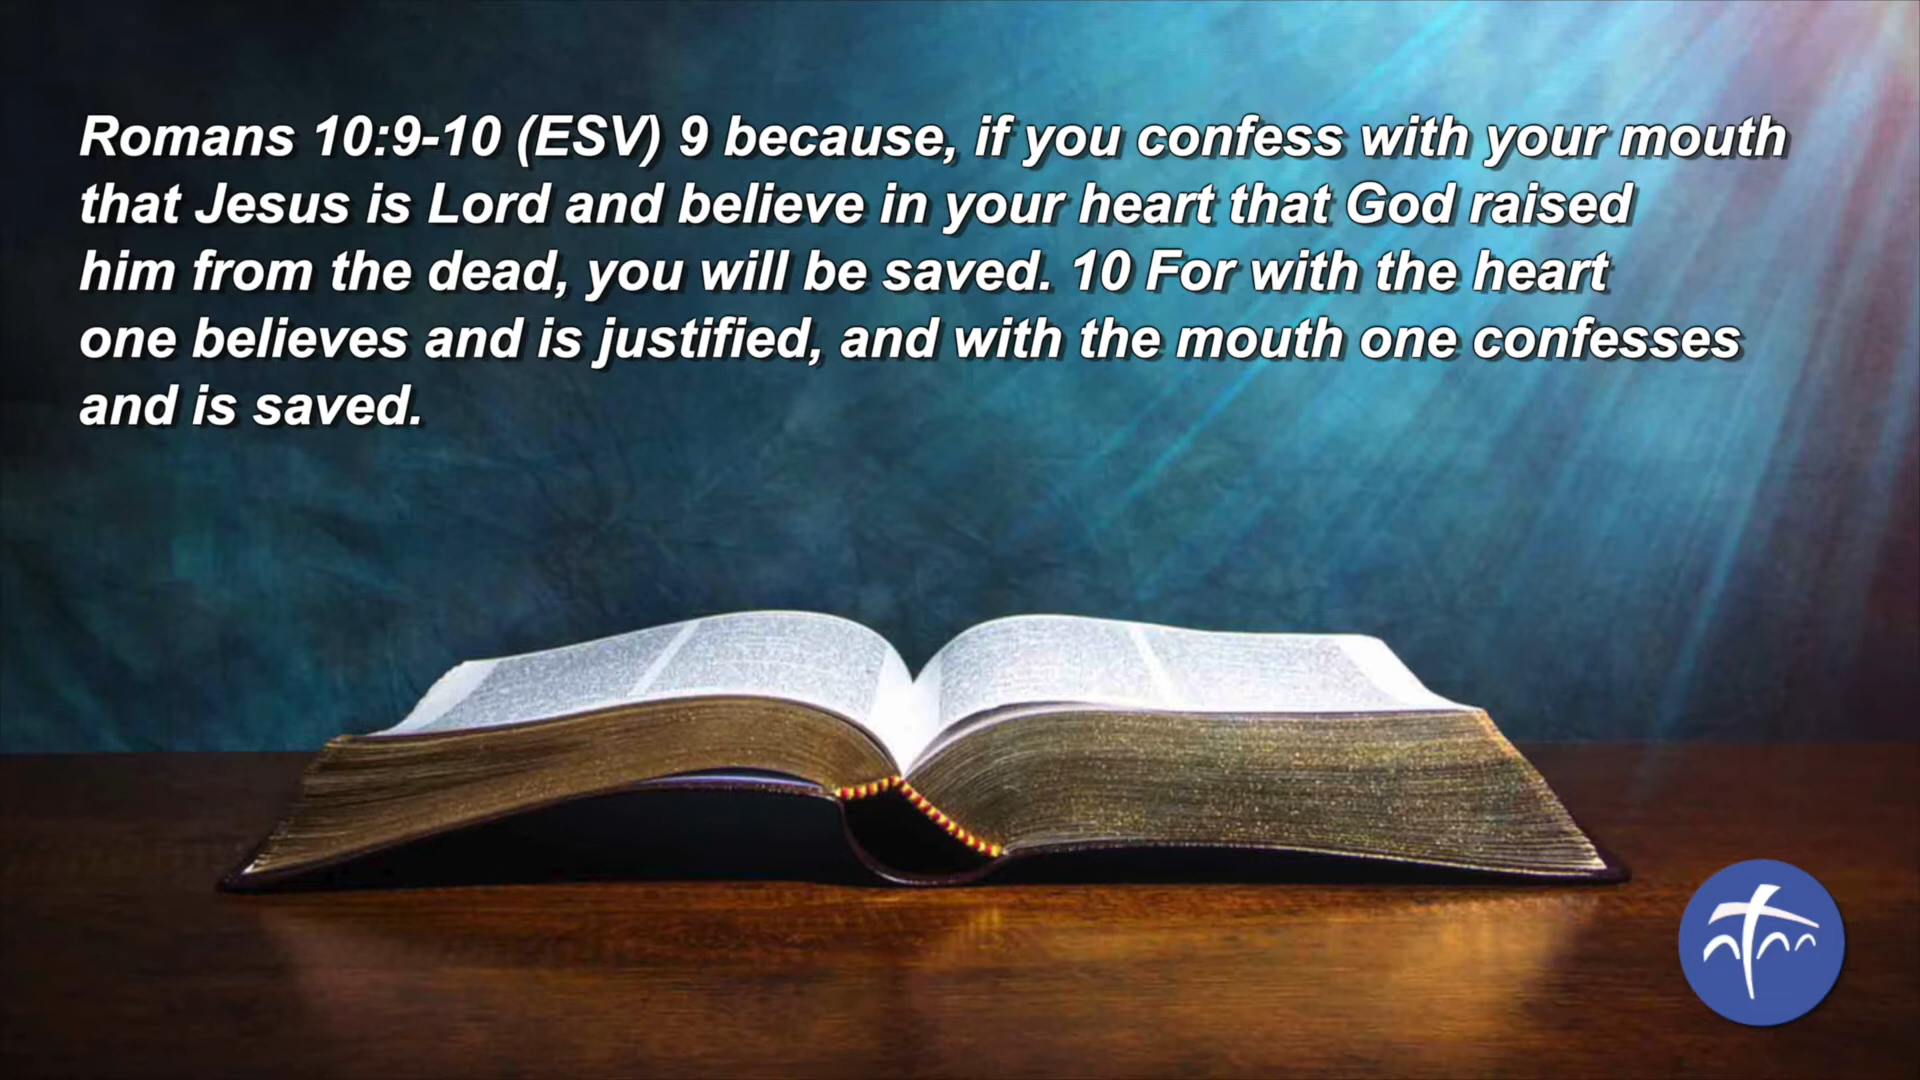 Romans 10:9-10 (ESV) 9 because, if you confess with your mouth
that Jesus is Lord and believe in your heart that God raised
him from the dead, you will be saved. 10 For with the heart
one believes and is justified, and with the mouth one confesses
and is saved.